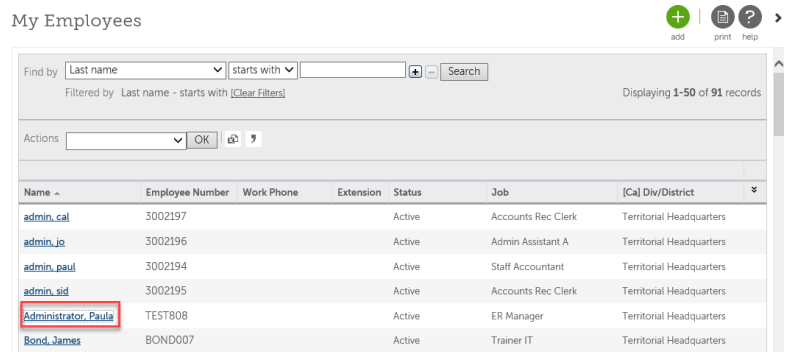 My Employees
add print help
Find by Last name starts with Search
Filtered by Last name - starts with [Clear Filters] Displaying 1-50 of 91 records
Actions OK
Name Employee Number Work Phone Extension Status Job [Ca] Div/District
admin, cal 3002197 Active Accounts Rec Clerk Territorial Headquarters
admin, jo 3002196 Active Admin Assistant A Territorial Headquarters
admin, paul 3002194 Active Staff Accountant Territorial Headquarters
admin, sid 3002195 Active Accounts Rec Clerk Territorial Headquarters
Administrator, Paula TEST808 Active ER Manager Territorial Headquarters
Bond, James BOND007 Active Trainer IT Territorial Headquarters